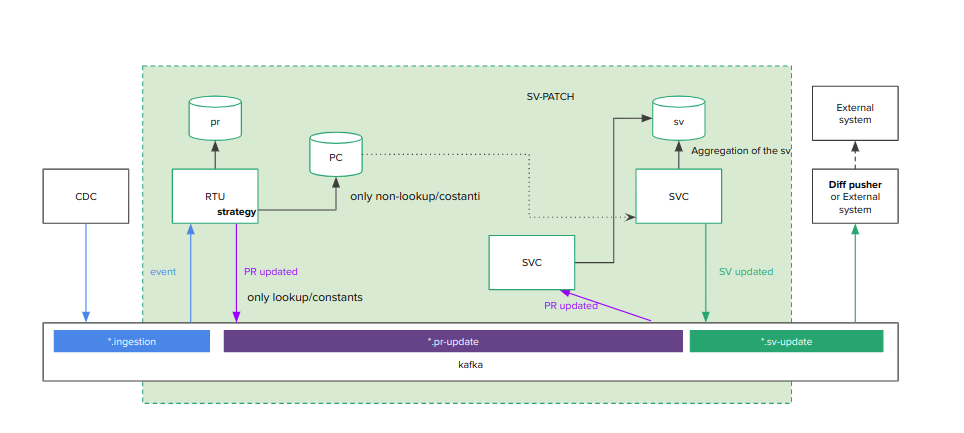 SV-PATCH
External
system
pr
sv
PC
Aggregation of the sv
CDC
RTU
strategy
only non-lookup/costanti
SVC
Diff pusher
or External
system
SVC
event
PR updated
SV updated
only lookup/constants
PR updated
*.ingestion
*.pr-update
*.sv-update
kafka